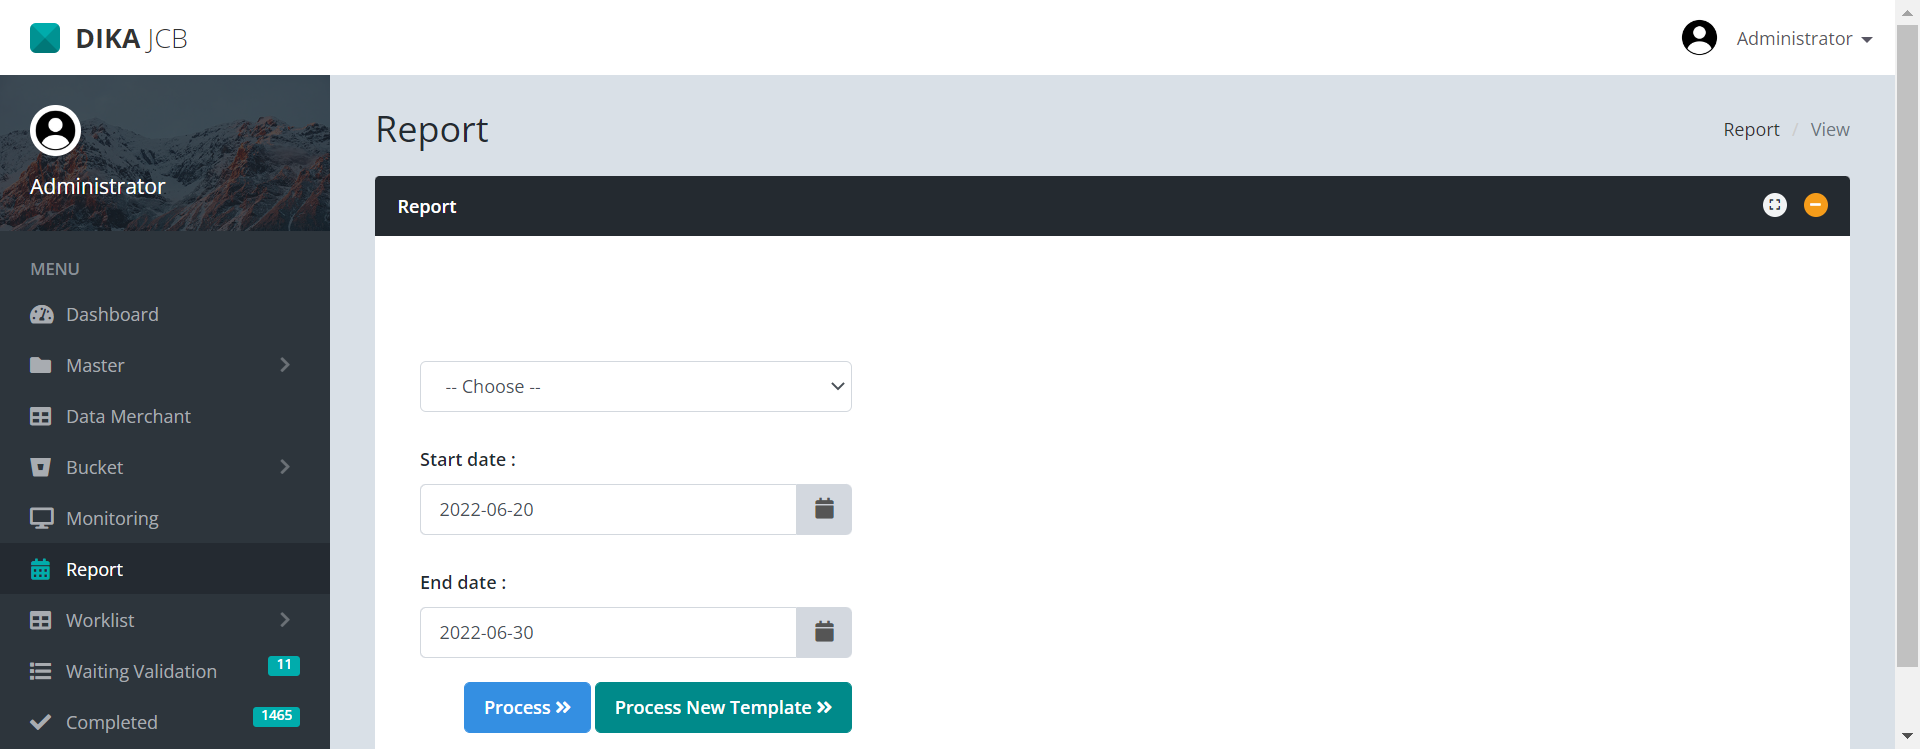 DIKA JCB
Administrator
Administrator
MENU
Dashboard
Master
Data Merchant
Bucket
Monitoring
Report
Worklist
Waiting Validation 11
Completed 1465
Report
Report / View
Report
-- Choose --
Start date :
2022-06-20
End date :
2022-06-30
Process »
Process New Template »